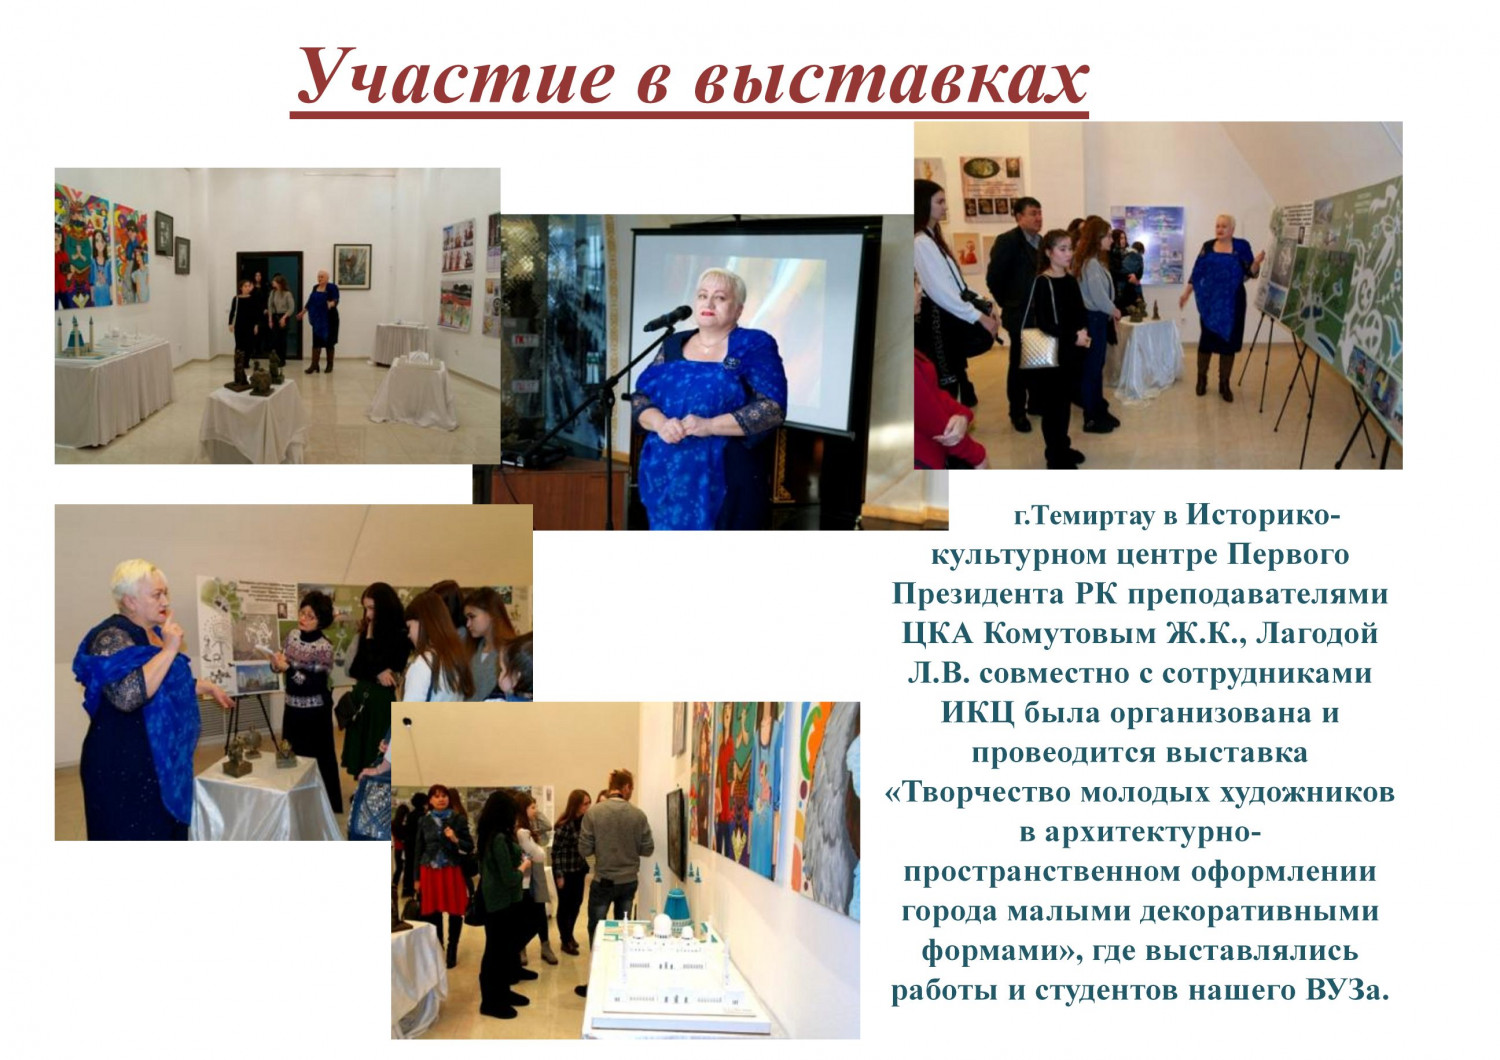 Участие в выставках
г.Темиртау в Историко-
культурном центре Первого
Президента РК преподавателями
ЦКА Комутовым Ж.К., Лагодой
Л.В. совместно с сотрудниками
ИКЦ была организована и
провеодится выставка
«Творчество молодых художников
в архитектурно-
пространственном оформлении
города малыми декоративными
формами», где выставлялись
работы и студентов нашего ВУЗа.